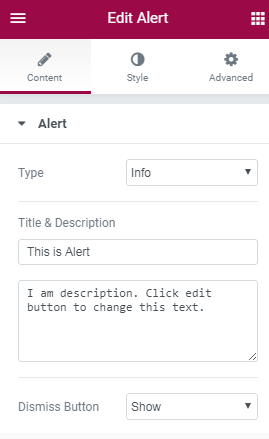 Edit Alert
Content Style Advanced
Alert
Type Info
Title & Description
This is Alert
I am description. Click edit
button to change this text.
Dismiss Button Show